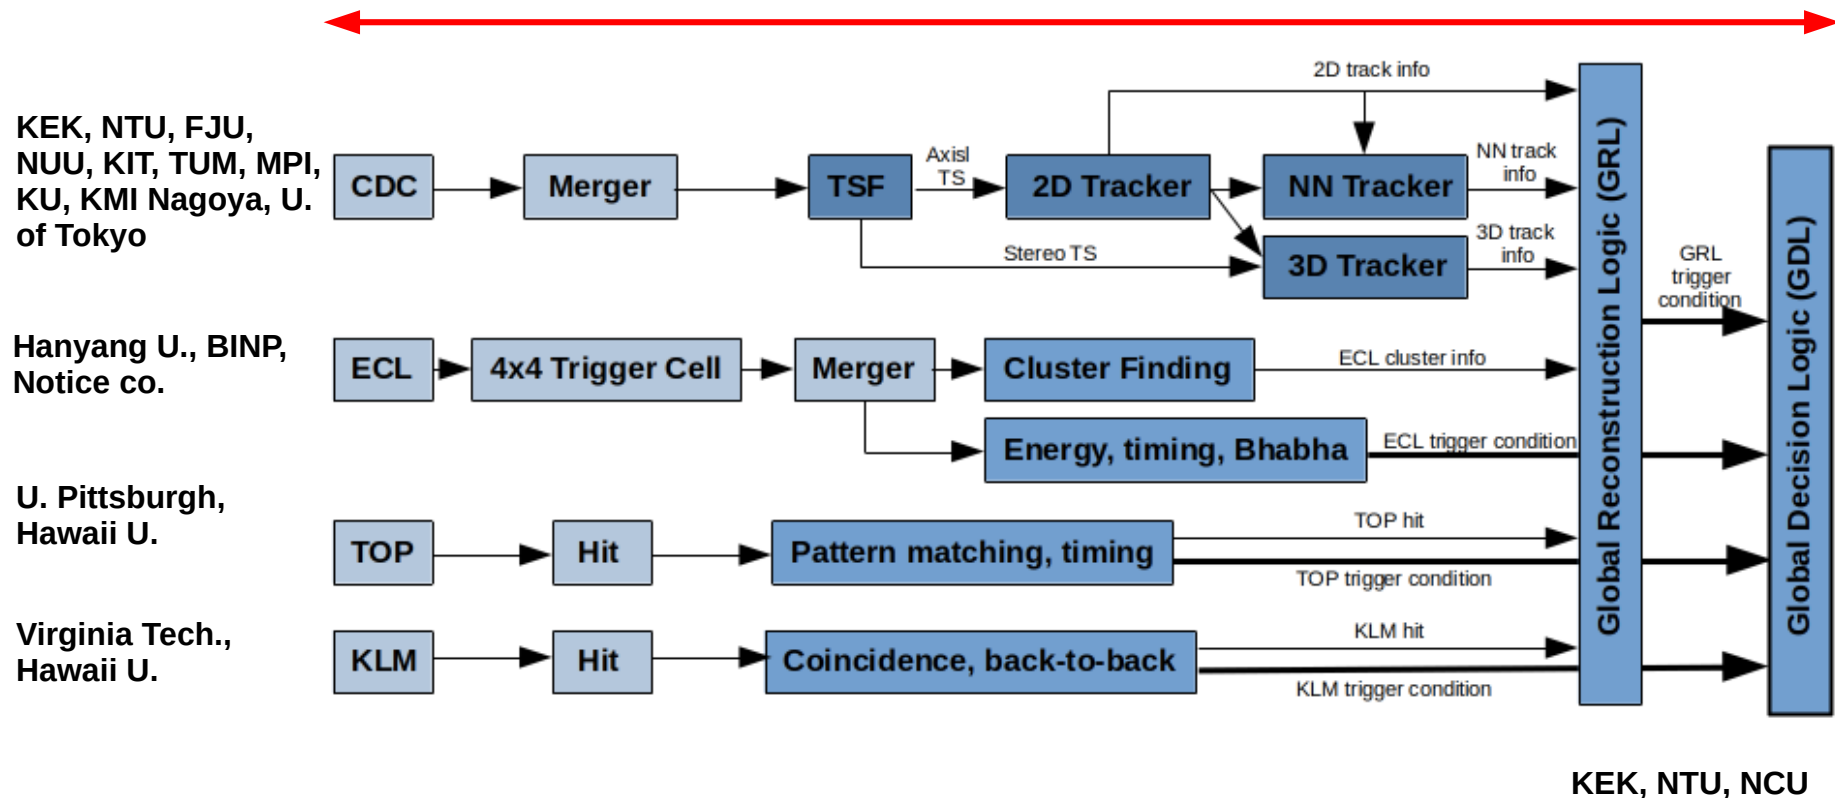 2D track info
KEK, NTU, FJU,
NUU, KIT, TUM, MPI,
KU, KMI Nagoya, U.
of Tokyo
CDC
Merger
TSF
Axisl
TS
2D Tracker
NN Tracker
NN track
info
Stereo TS
3D Tracker
3D track
info
Global Reconstruction Logic (GRL)
GRL
trigger
condition
Global Decision Logic (GDL)
Hanyang U., BINP,
Notice co.
ECL
4x4 Trigger Cell
Merger
Cluster Finding
ECL cluster info
Energy, timing, Bhabha
ECL trigger condition
U. Pittsburgh,
Hawaii U.
TOP
Hit
Pattern matching, timing
TOP hit
TOP trigger condition
Virginia Tech.,
Hawaii U.
KLM
Hit
Coincidence, back-to-back
KLM hit
KLM trigger condition
KEK, NTU, NCU